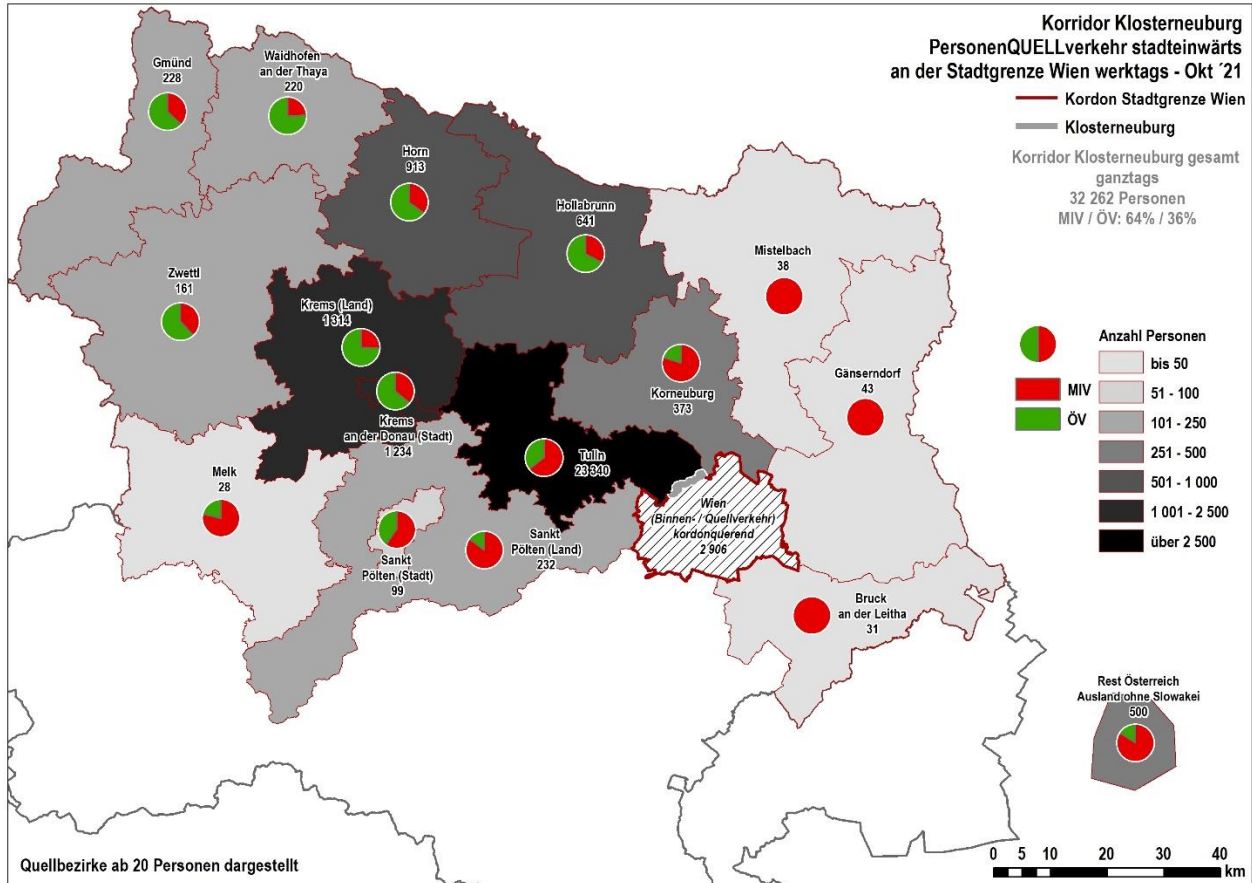 Korridor Klosterneuburg
PersonenQUELLverkehr stadteinwärts
an der Stadtgrenze Wien werktags - Okt ´21
Kordon Stadtgrenze Wien
Klosterneuburg
Korridor Klosterneuburg gesamt
ganztags
32 262 Personen
MIV / ÖV: 64% / 36%
Gmünd
228
Waidhofen
an der Thaya
220
Horn
913
Hollabrunn
641
Mistelbach
38
Zwettl
161
Krems (Land)
1 314
Krems
an der Donau (Stadt)
1 234
Korneuburg
373
Gänserndorf
43
Tulln
23 340
Melk
28
Sankt
Pölten (Stadt)
99
Sankt
Pölten (Land)
232
Wien
(Binnen- / Quellverkehr)
kordonquerend
2 906
Bruck
an der Leitha
31
Rest Österreich
Ausland ohne Slowakei
500
MIV
ÖV
Anzahl Personen
bis 50
51 - 100
101 - 250
251 - 500
501 - 1 000
1 001 - 2 500
über 2 500
Quellbezirke ab 20 Personen dargestellt
0 5 10 20 30 40
km